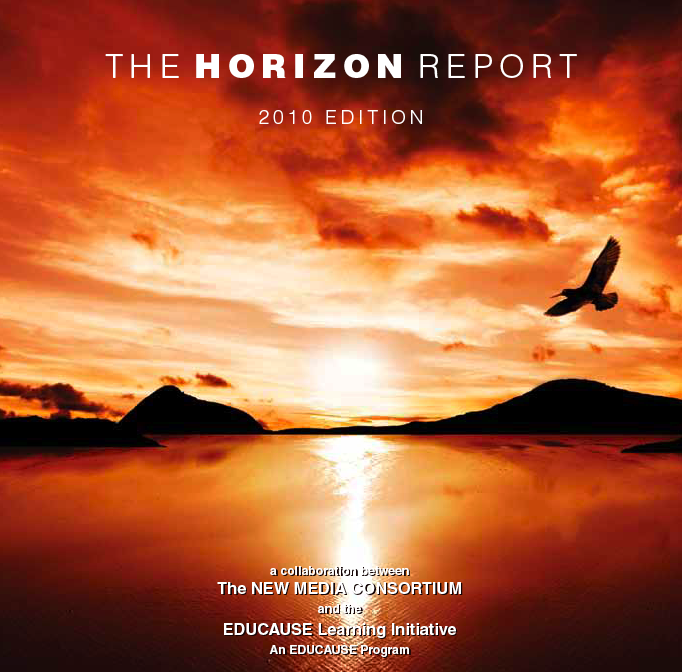 THE HORIZON REPORT
2010 EDITION
a collaboration between
The NEW MEDIA CONSORTIUM
and the
EDUCAUSE Learning Initiative
An EDUCAUSE Program